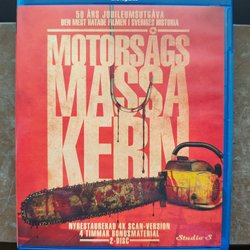 50 ÅRS JUBILEUMSUTGÅVA
DEN MEST HATADE FILMEN I SVERIGES HISTORIA
MOTORSÅGS
MASSA
KERN
NYRESTAURERAD 4K SCAN-VERSION
4 TIMMAR BONUSMATERIAL
2-DISC
Studio S